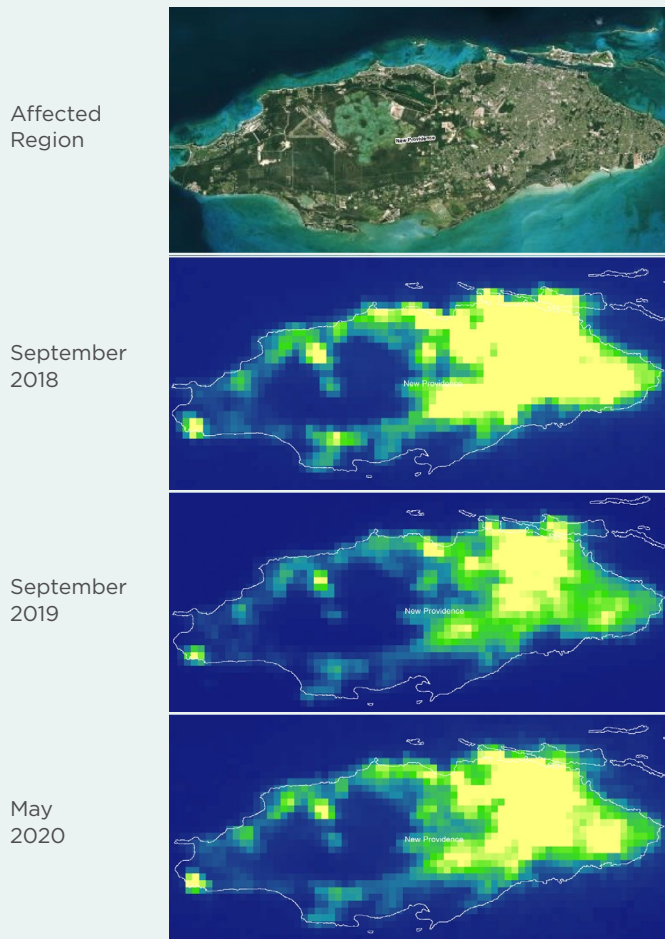 Affected
Region
New Providence
September
2018
New Providence
September
2019
New Providence
May
2020
New Providence